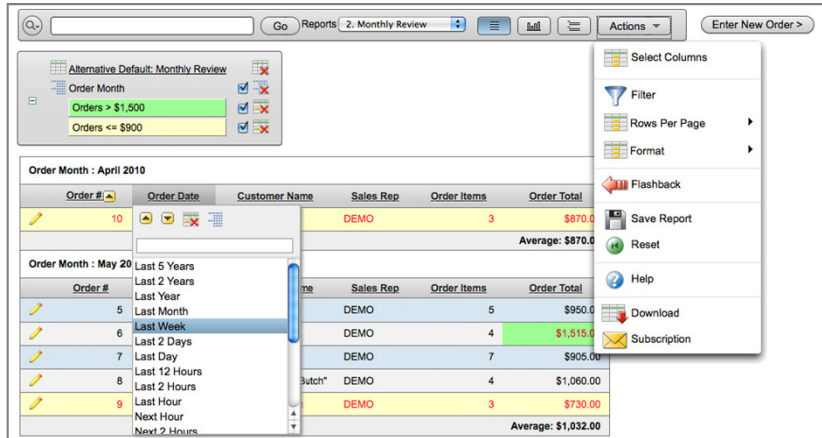 Go Reports 2. Monthly Review Actions Enter New Order >
Select Columns
Filter
Rows Per Page
Format
Flashback
Save Report
Reset
Help
Download
Subscription
Alternative Default: Monthly Review
Order Month
Orders > $1,500
Orders <= $900
Order Month : April 2010
Order # Order Date Customer Name Sales Rep Order Items Order Total
10 DEMO 3 $870.0
Average: $870.0
Order Month : May 20
Order # me Sales Rep Order Items Order Total
5 DEMO 5 $950.0
6 DEMO 4 $1,515.0
7 DEMO 7 $905.00
8 Butch" DEMO 4 $1,060.00
9 DEMO 3 $730.00
Average: $1,032.00
Last 5 Years
Last 2 Years
Last Year
Last Month
Last Week
Last 2 Days
Last Day
Last 12 Hours
Last 2 Hours
Last Hour
Next Hour
Next 2 Hours